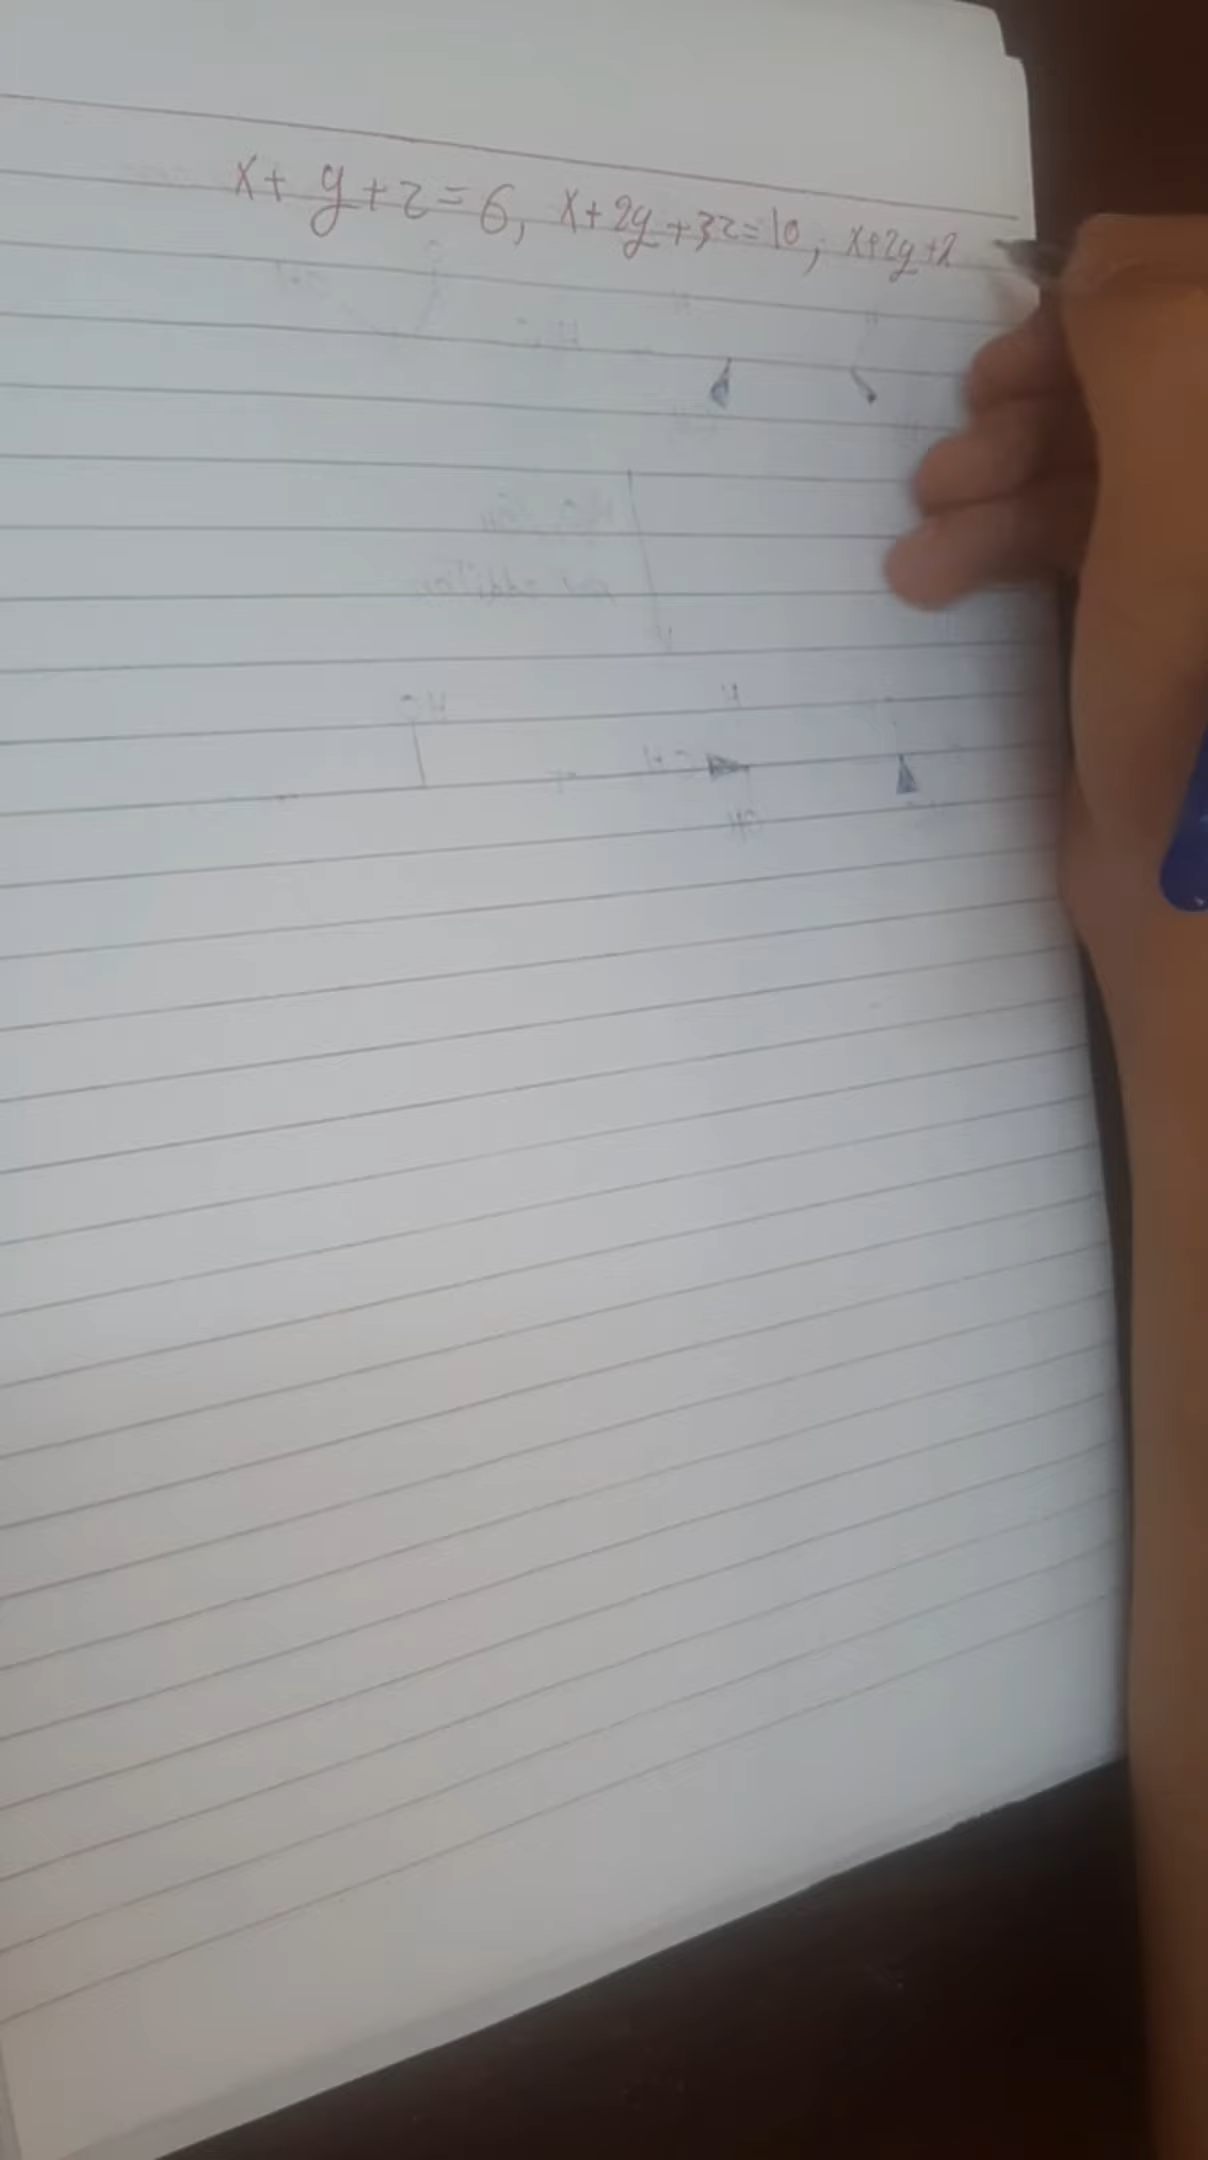 x + y + z = 6, x + 2y + 3z = 10, x + 2y + λ